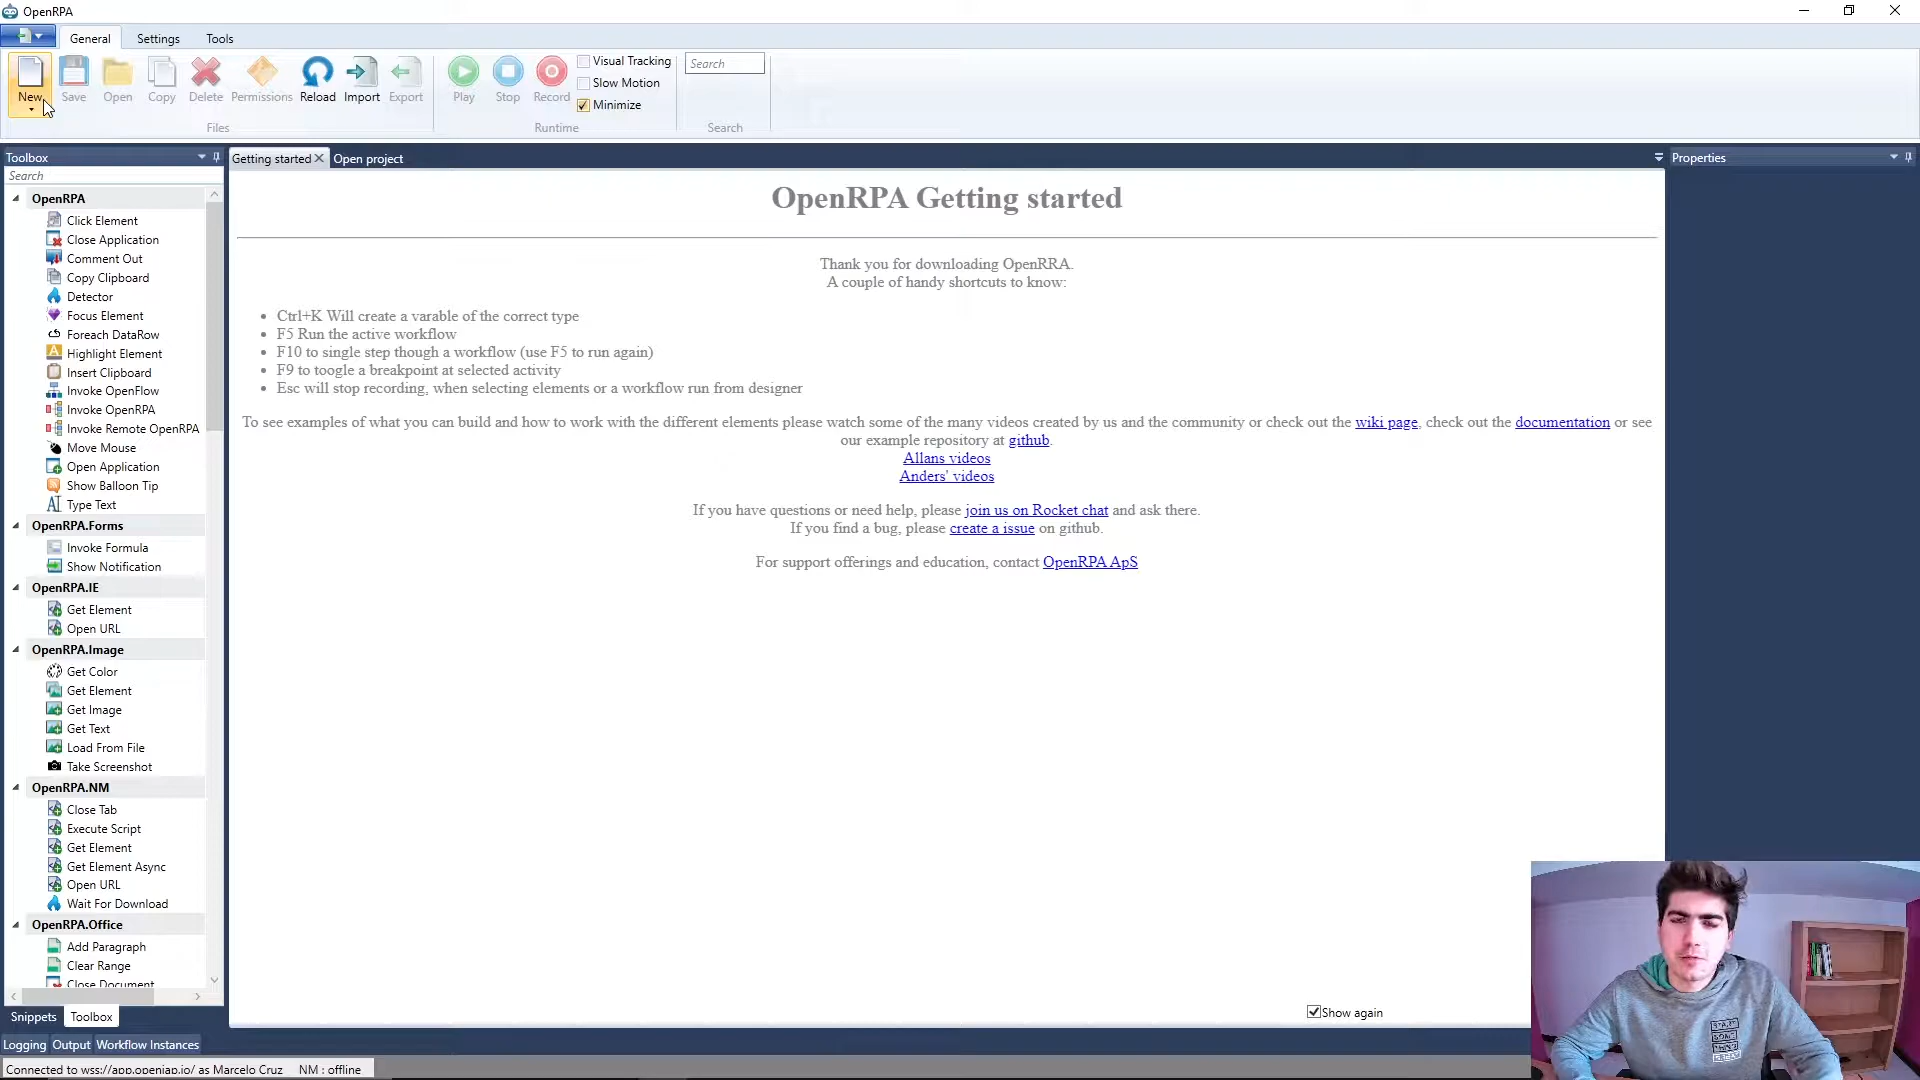 OpenRPA
General Settings Tools
New Save Open Copy Delete Permissions Reload Import Export
Files
Play Stop Record
Visual Tracking
Slow Motion
Minimize
Runtime
Search
Search
Toolbox
Search
OpenRPA
Click Element
Close Application
Comment Out
Copy Clipboard
Detector
Focus Element
Foreach DataRow
Highlight Element
Insert Clipboard
Invoke OpenFlow
Invoke OpenRPA
Invoke Remote OpenRPA
Move Mouse
Open Application
Show Balloon Tip
Type Text
OpenRPA.Forms
Invoke Formula
Show Notification
OpenRPA.IE
Get Element
Open URL
OpenRPA.Image
Get Color
Get Element
Get Image
Get Text
Load From File
Take Screenshot
OpenRPA.NM
Close Tab
Execute Script
Get Element
Get Element Async
Open URL
Wait For Download
OpenRPA.Office
Add Paragraph
Clear Range
Close Document
Snippets Toolbox
Getting started Open project
OpenRPA Getting started
Thank you for downloading OpenRRA.
A couple of handy shortcuts to know:
• Ctrl+K Will create a varable of the correct type
• F5 Run the active workflow
• F10 to single step though a workflow (use F5 to run again)
• F9 to toogle a breakpoint at selected activity
• Esc will stop recording, when selecting elements or a workflow run from designer
To see examples of what you can build and how to work with the different elements please watch some of the many videos created by us and the community or check out the wiki page, check out the documentation or see
our example repository at github.
Allans videos
Anders' videos
If you have questions or need help, please join us on Rocket chat and ask there.
If you find a bug, please create a issue on github.
For support offerings and education, contact OpenRPA ApS
Show again
Properties
Logging Output Workflow Instances
Connected to wss://app.openiap.io/ as Marcelo Cruz NM : offline